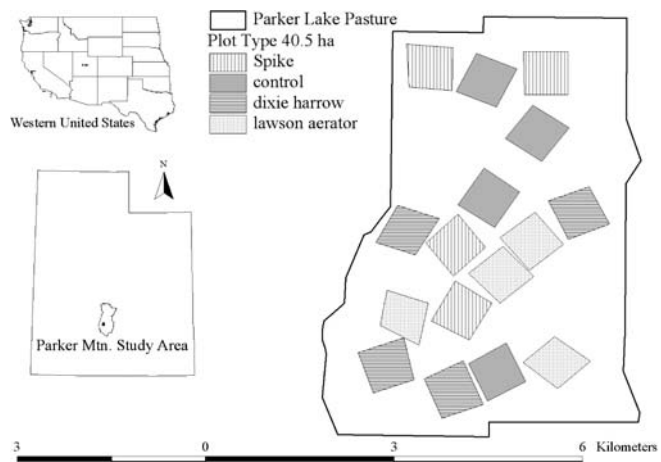 Parker Lake Pasture
Plot Type 40.5 ha
Spike
control
dixie harrow
lawson aerator
Western United States
N
Parker Mtn. Study Area
3 0 3 6 Kilometers